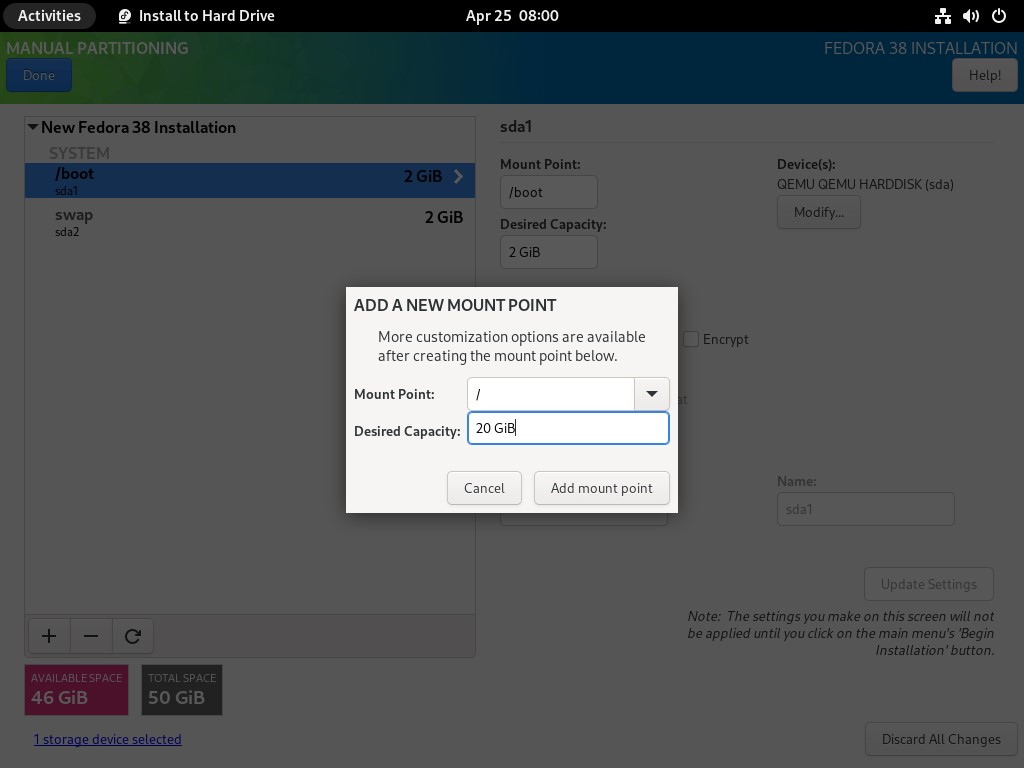 Activities
Install to Hard Drive
Apr 25 08:00
MANUAL PARTITIONING
FEDORA 38 INSTALLATION
Done
Help!
New Fedora 38 Installation
SYSTEM
/boot
2 GiB
sda1
swap
2 GiB
sda2
sda1
Mount Point:
/boot
Device(s):
QEMU QEMU HARDDISK (sda)
Modify...
Desired Capacity:
2 GiB
ADD A NEW MOUNT POINT
More customization options are available
after creating the mount point below.
Mount Point:
/
Desired Capacity:
20 GiB
Cancel
Add mount point
Encrypt
Name:
sda1
Update Settings
Note: The settings you make on this screen will not
be applied until you click on the main menu's 'Begin
Installation' button.
AVAILABLE SPACE
46 GiB
TOTAL SPACE
50 GiB
1 storage device selected
Discard All Changes